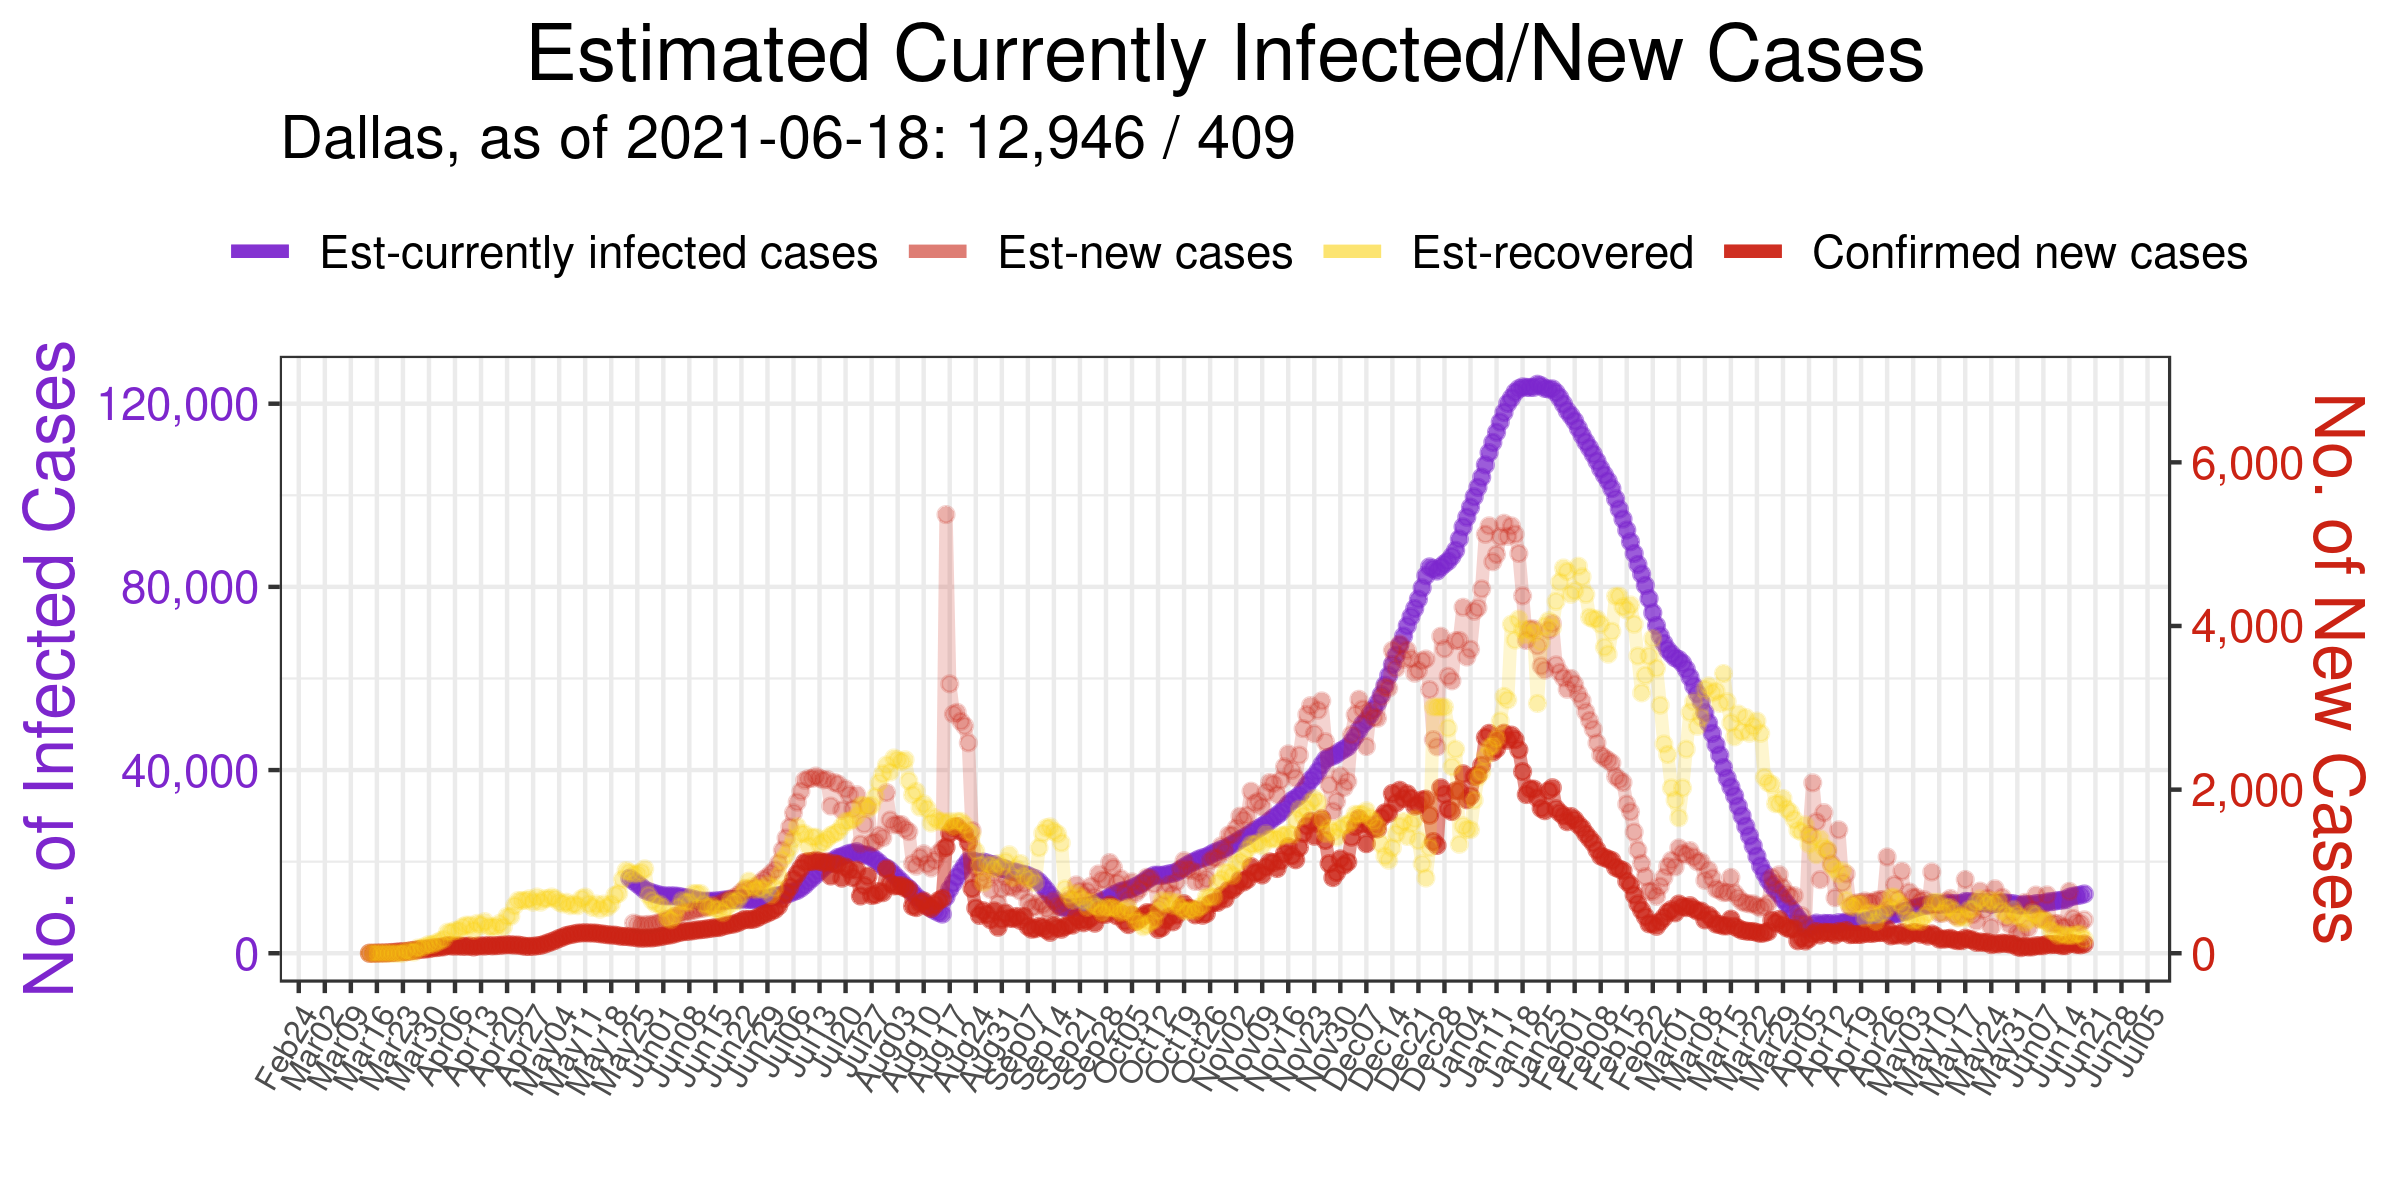 Estimated Currently Infected/New Cases
Dallas, as of 2021-06-18: 12,946 / 409
Est-currently infected cases Est-new cases Est-recovered Confirmed new cases
No. of Infected Cases
120,000
80,000
40,000
0
6,000
4,000
2,000
0
No. of New Cases
Feb24 Mar02 Mar09 Mar16 Mar23 Mar30 Apr06 Apr13 Apr20 Apr27 May04 May11 May18 May25 Jun01 Jun08 Jun15 Jun22 Jun29 Jul06 Jul13 Jul20 Jul27 Aug03 Aug10 Aug17 Aug24 Aug31 Sep07 Sep14 Sep21 Sep28 Oct05 Oct12 Oct19 Oct26 Nov02 Nov09 Nov16 Nov23 Nov30 Dec07 Dec14 Dec21 Dec28 Jan04 Jan11 Jan18 Jan25 Feb01 Feb08 Feb15 Feb22 Mar01 Mar08 Mar15 Mar22 Mar29 Apr05 Apr12 Apr19 Apr26 May03 May10 May17 May24 May31 Jun07 Jun14 Jun21 Jun28 Jul05